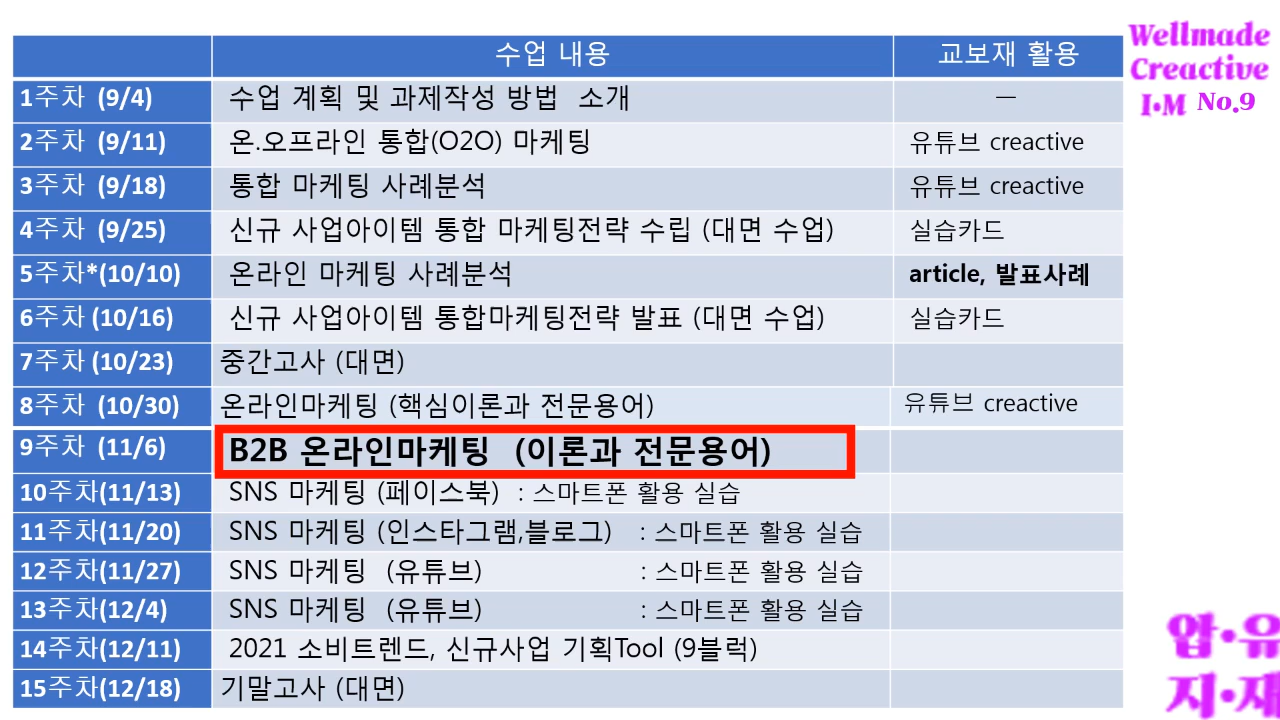 수업 내용 교보재 활용
1주차 (9/4) 수업 계획 및 과제작성 방법 소개 —
2주차 (9/11) 온.오프라인 통합(O2O) 마케팅 유튜브 creactive
3주차 (9/18) 통합 마케팅 사례분석 유튜브 creactive
4주차 (9/25) 신규 사업아이템 통합 마케팅전략 수립 (대면 수업) 실습카드
5주차*(10/10) 온라인 마케팅 사례분석 article, 발표사례
6주차 (10/16) 신규 사업아이템 통합마케팅전략 발표 (대면 수업) 실습카드
7주차 (10/23) 중간고사 (대면)
8주차 (10/30) 온라인마케팅 (핵심이론과 전문용어) 유튜브 creactive
9주차 (11/6) B2B 온라인마케팅 (이론과 전문용어)
10주차(11/13) SNS 마케팅 (페이스북) : 스마트폰 활용 실습
11주차(11/20) SNS 마케팅 (인스타그램,블로그) : 스마트폰 활용 실습
12주차(11/27) SNS 마케팅 (유튜브) : 스마트폰 활용 실습
13주차(12/4) SNS 마케팅 (유튜브) : 스마트폰 활용 실습
14주차(12/11) 2021 소비트렌드, 신규사업 기획Tool (9블럭)
15주차(12/18) 기말고사 (대면)
Wellmade
Creactive
I•M No.9
압•유
지•재